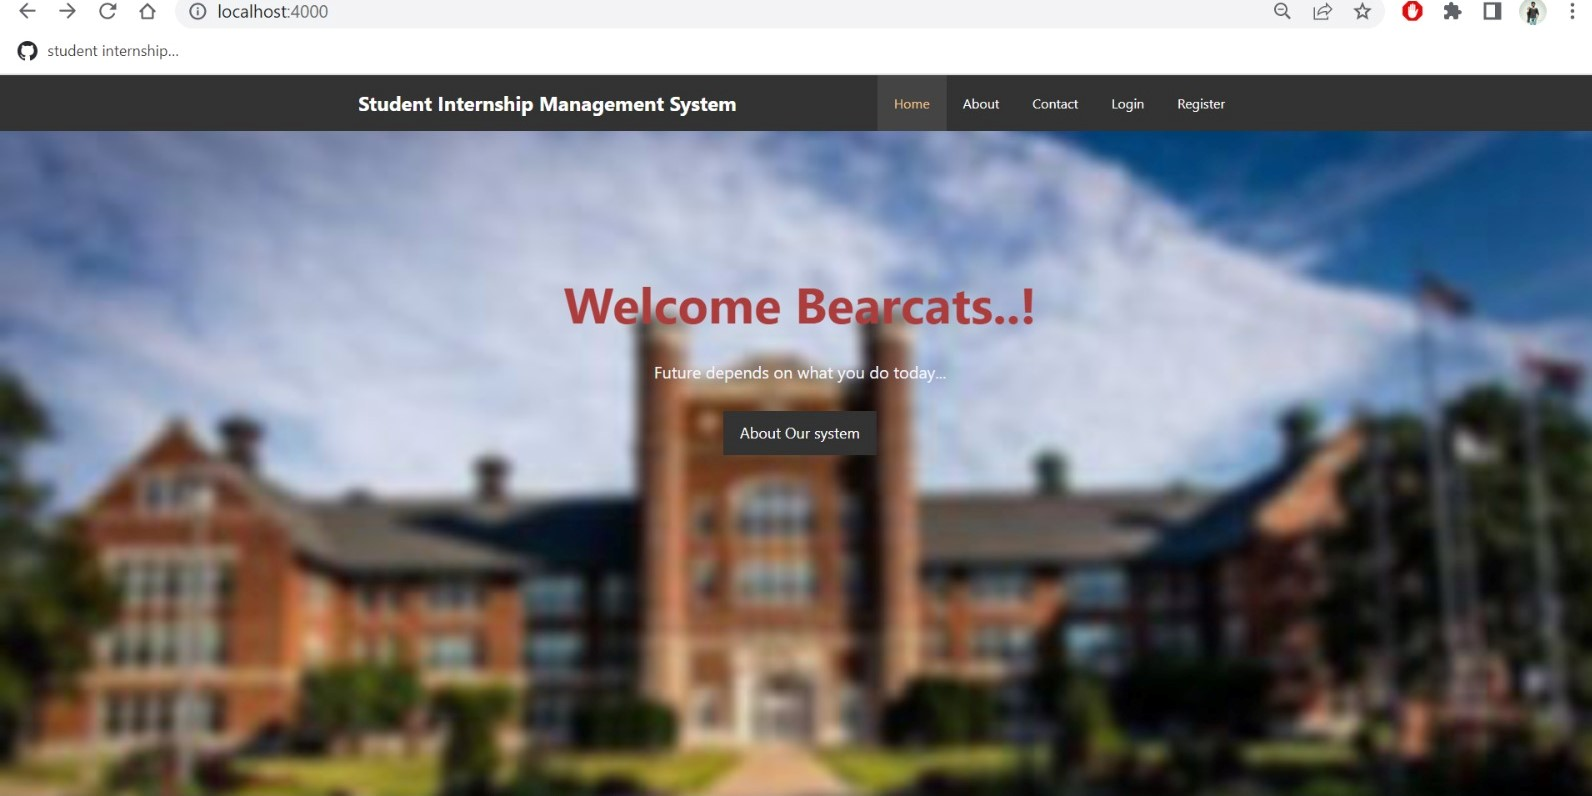 localhost:4000
student internship...
Student Internship Management System
Home About Contact Login Register
Welcome Bearcats..!
Future depends on what you do today...
About Our system